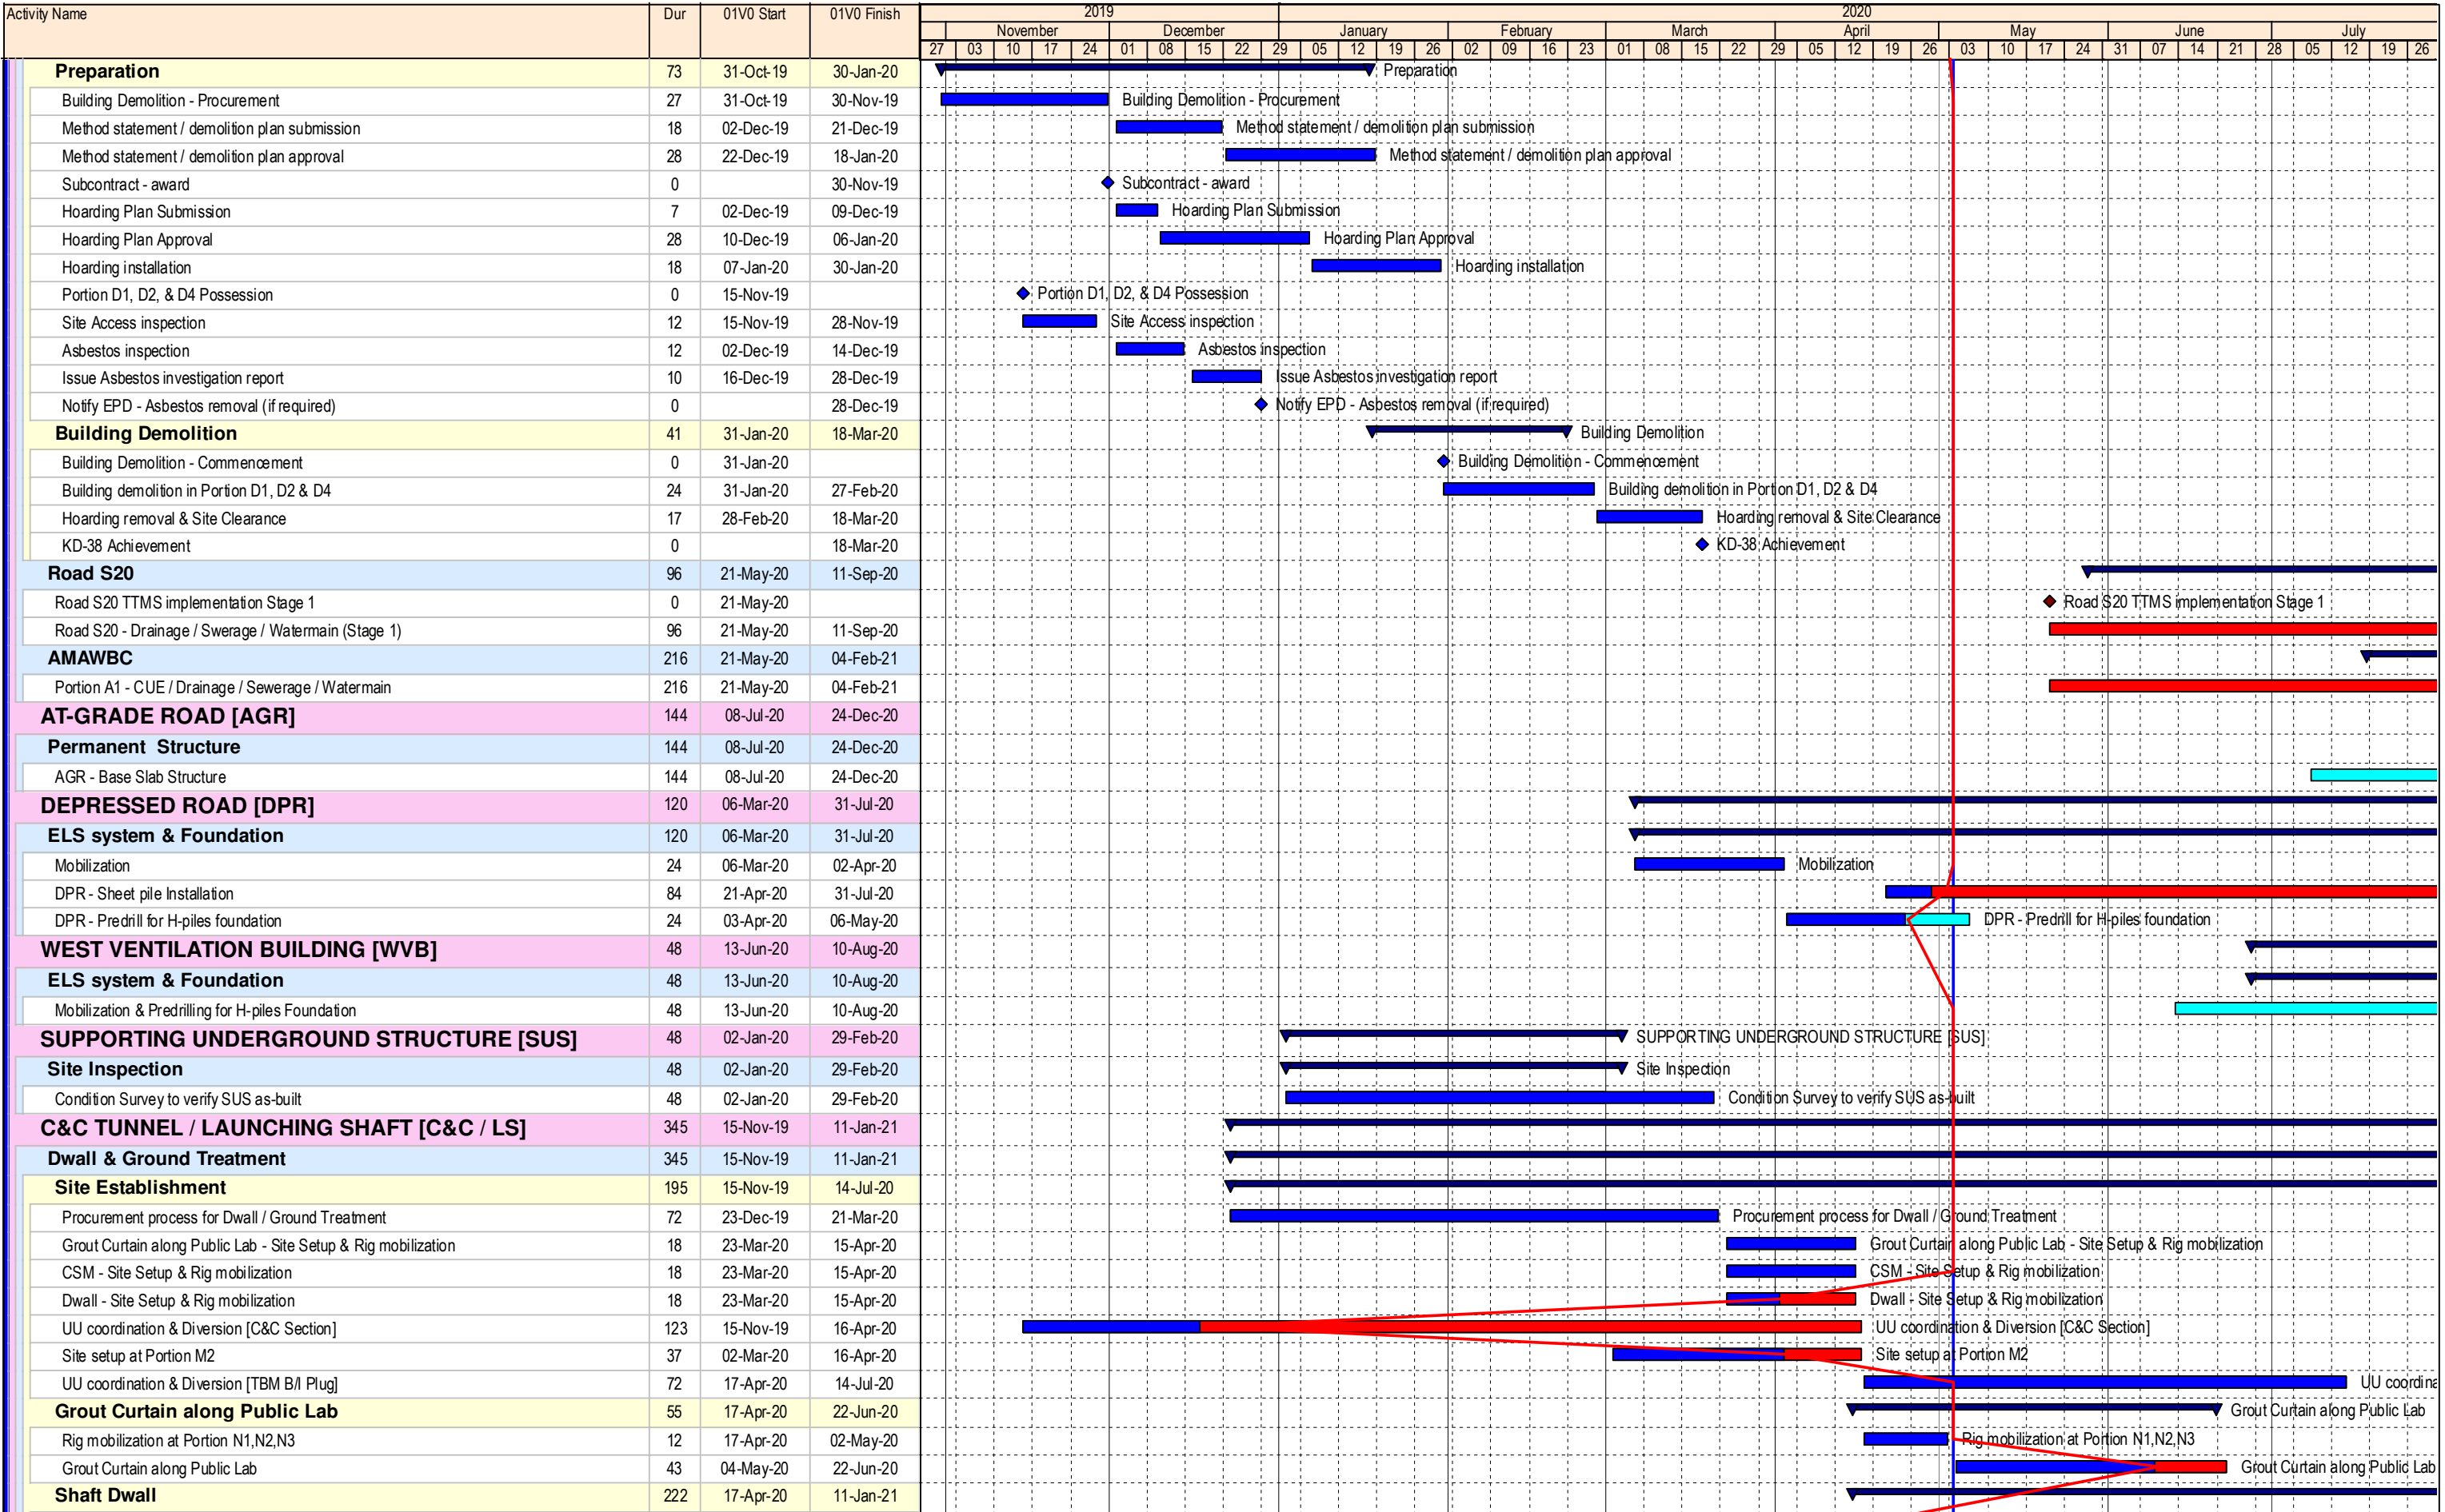 Activity Name Dur 01V0 Start 01V0 Finish 2019 2020
November December January February March April May June July
27 03 10 17 24 01 08 15 22 29 05 12 19 26 02 09 16 23 01 08 15 22 29 05 12 19 26 03 10 17 24 31 07 14 21 28 05 12 19 26
Preparation 73 31-Oct-19 30-Jan-20 Preparation
Building Demolition - Procurement 27 31-Oct-19 30-Nov-19 Building Demolition - Procurement
Method statement / demolition plan submission 18 02-Dec-19 21-Dec-19 Method statement / demolition plan submission
Method statement / demolition plan approval 28 22-Dec-19 18-Jan-20 Method statement / demolition plan approval
Subcontract - award 0 30-Nov-19 Subcontract - award
Hoarding Plan Submission 7 02-Dec-19 09-Dec-19 Hoarding Plan Submission
Hoarding Plan Approval 28 10-Dec-19 06-Jan-20 Hoarding Plan Approval
Hoarding installation 18 07-Jan-20 30-Jan-20 Hoarding installation
Portion D1, D2, & D4 Possession 0 15-Nov-19 Portion D1, D2, & D4 Possession
Site Access inspection 12 15-Nov-19 28-Nov-19 Site Access inspection
Asbestos inspection 12 02-Dec-19 14-Dec-19 Asbestos inspection
Issue Asbestos investigation report 10 16-Dec-19 28-Dec-19 Issue Asbestos investigation report
Notify EPD - Asbestos removal (if required) 0 28-Dec-19 Notify EPD - Asbestos removal (if required)
Building Demolition 41 31-Jan-20 18-Mar-20 Building Demolition
Building Demolition - Commencement 0 31-Jan-20 Building Demolition - Commencement
Building demolition in Portion D1, D2 & D4 24 31-Jan-20 27-Feb-20 Building demolition in Portion D1, D2 & D4
Hoarding removal & Site Clearance 17 28-Feb-20 18-Mar-20 Hoarding removal & Site Clearance
KD-38 Achievement 0 18-Mar-20 KD-38 Achievement
Road S20 96 21-May-20 11-Sep-20
Road S20 TTMS implementation Stage 1 0 21-May-20 Road S20 TTMS implementation Stage 1
Road S20 - Drainage / Swerage / Watermain (Stage 1) 96 21-May-20 11-Sep-20
AMAWBC 216 21-May-20 04-Feb-21
Portion A1 - CUE / Drainage / Sewerage / Watermain 216 21-May-20 04-Feb-21
AT-GRADE ROAD [AGR] 144 08-Jul-20 24-Dec-20
Permanent Structure 144 08-Jul-20 24-Dec-20
AGR - Base Slab Structure 144 08-Jul-20 24-Dec-20
DEPRESSED ROAD [DPR] 120 06-Mar-20 31-Jul-20
ELS system & Foundation 120 06-Mar-20 31-Jul-20
Mobilization 24 06-Mar-20 02-Apr-20 Mobilization
DPR - Sheet pile Installation 84 21-Apr-20 31-Jul-20
DPR - Predrill for H-piles foundation 24 03-Apr-20 06-May-20 DPR - Predrill for H-piles foundation
WEST VENTILATION BUILDING [WVB] 48 13-Jun-20 10-Aug-20
ELS system & Foundation 48 13-Jun-20 10-Aug-20
Mobilization & Predrilling for H-piles Foundation 48 13-Jun-20 10-Aug-20
SUPPORTING UNDERGROUND STRUCTURE [SUS] 48 02-Jan-20 29-Feb-20 SUPPORTING UNDERGROUND STRUCTURE [SUS]
Site Inspection 48 02-Jan-20 29-Feb-20 Site Inspection
Condition Survey to verify SUS as-built 48 02-Jan-20 29-Feb-20 Condition Survey to verify SUS as-built
C&C TUNNEL / LAUNCHING SHAFT [C&C / LS] 345 15-Nov-19 11-Jan-21
Dwall & Ground Treatment 345 15-Nov-19 11-Jan-21
Site Establishment 195 15-Nov-19 14-Jul-20
Procurement process for Dwall / Ground Treatment 72 23-Dec-19 21-Mar-20 Procurement process for Dwall / Ground Treatment
Grout Curtain along Public Lab - Site Setup & Rig mobilization 18 23-Mar-20 15-Apr-20 Grout Curtain along Public Lab - Site Setup & Rig mobilization
CSM - Site Setup & Rig mobilization 18 23-Mar-20 15-Apr-20 CSM - Site Setup & Rig mobilization
Dwall - Site Setup & Rig mobilization 18 23-Mar-20 15-Apr-20 Dwall - Site Setup & Rig mobilization
UU coordination & Diversion [C&C Section] 123 15-Nov-19 16-Apr-20 UU coordination & Diversion [C&C Section]
Site setup at Portion M2 37 02-Mar-20 16-Apr-20 Site setup at Portion M2
UU coordination & Diversion [TBM B/I Plug] 72 17-Apr-20 14-Jul-20 UU coordina
Grout Curtain along Public Lab 55 17-Apr-20 22-Jun-20 Grout Curtain along Public Lab
Rig mobilization at Portion N1,N2,N3 12 17-Apr-20 02-May-20 Rig mobilization at Portion N1,N2,N3
Grout Curtain along Public Lab 43 04-May-20 22-Jun-20 Grout Curtain along Public Lab
Shaft Dwall 222 17-Apr-20 11-Jan-21